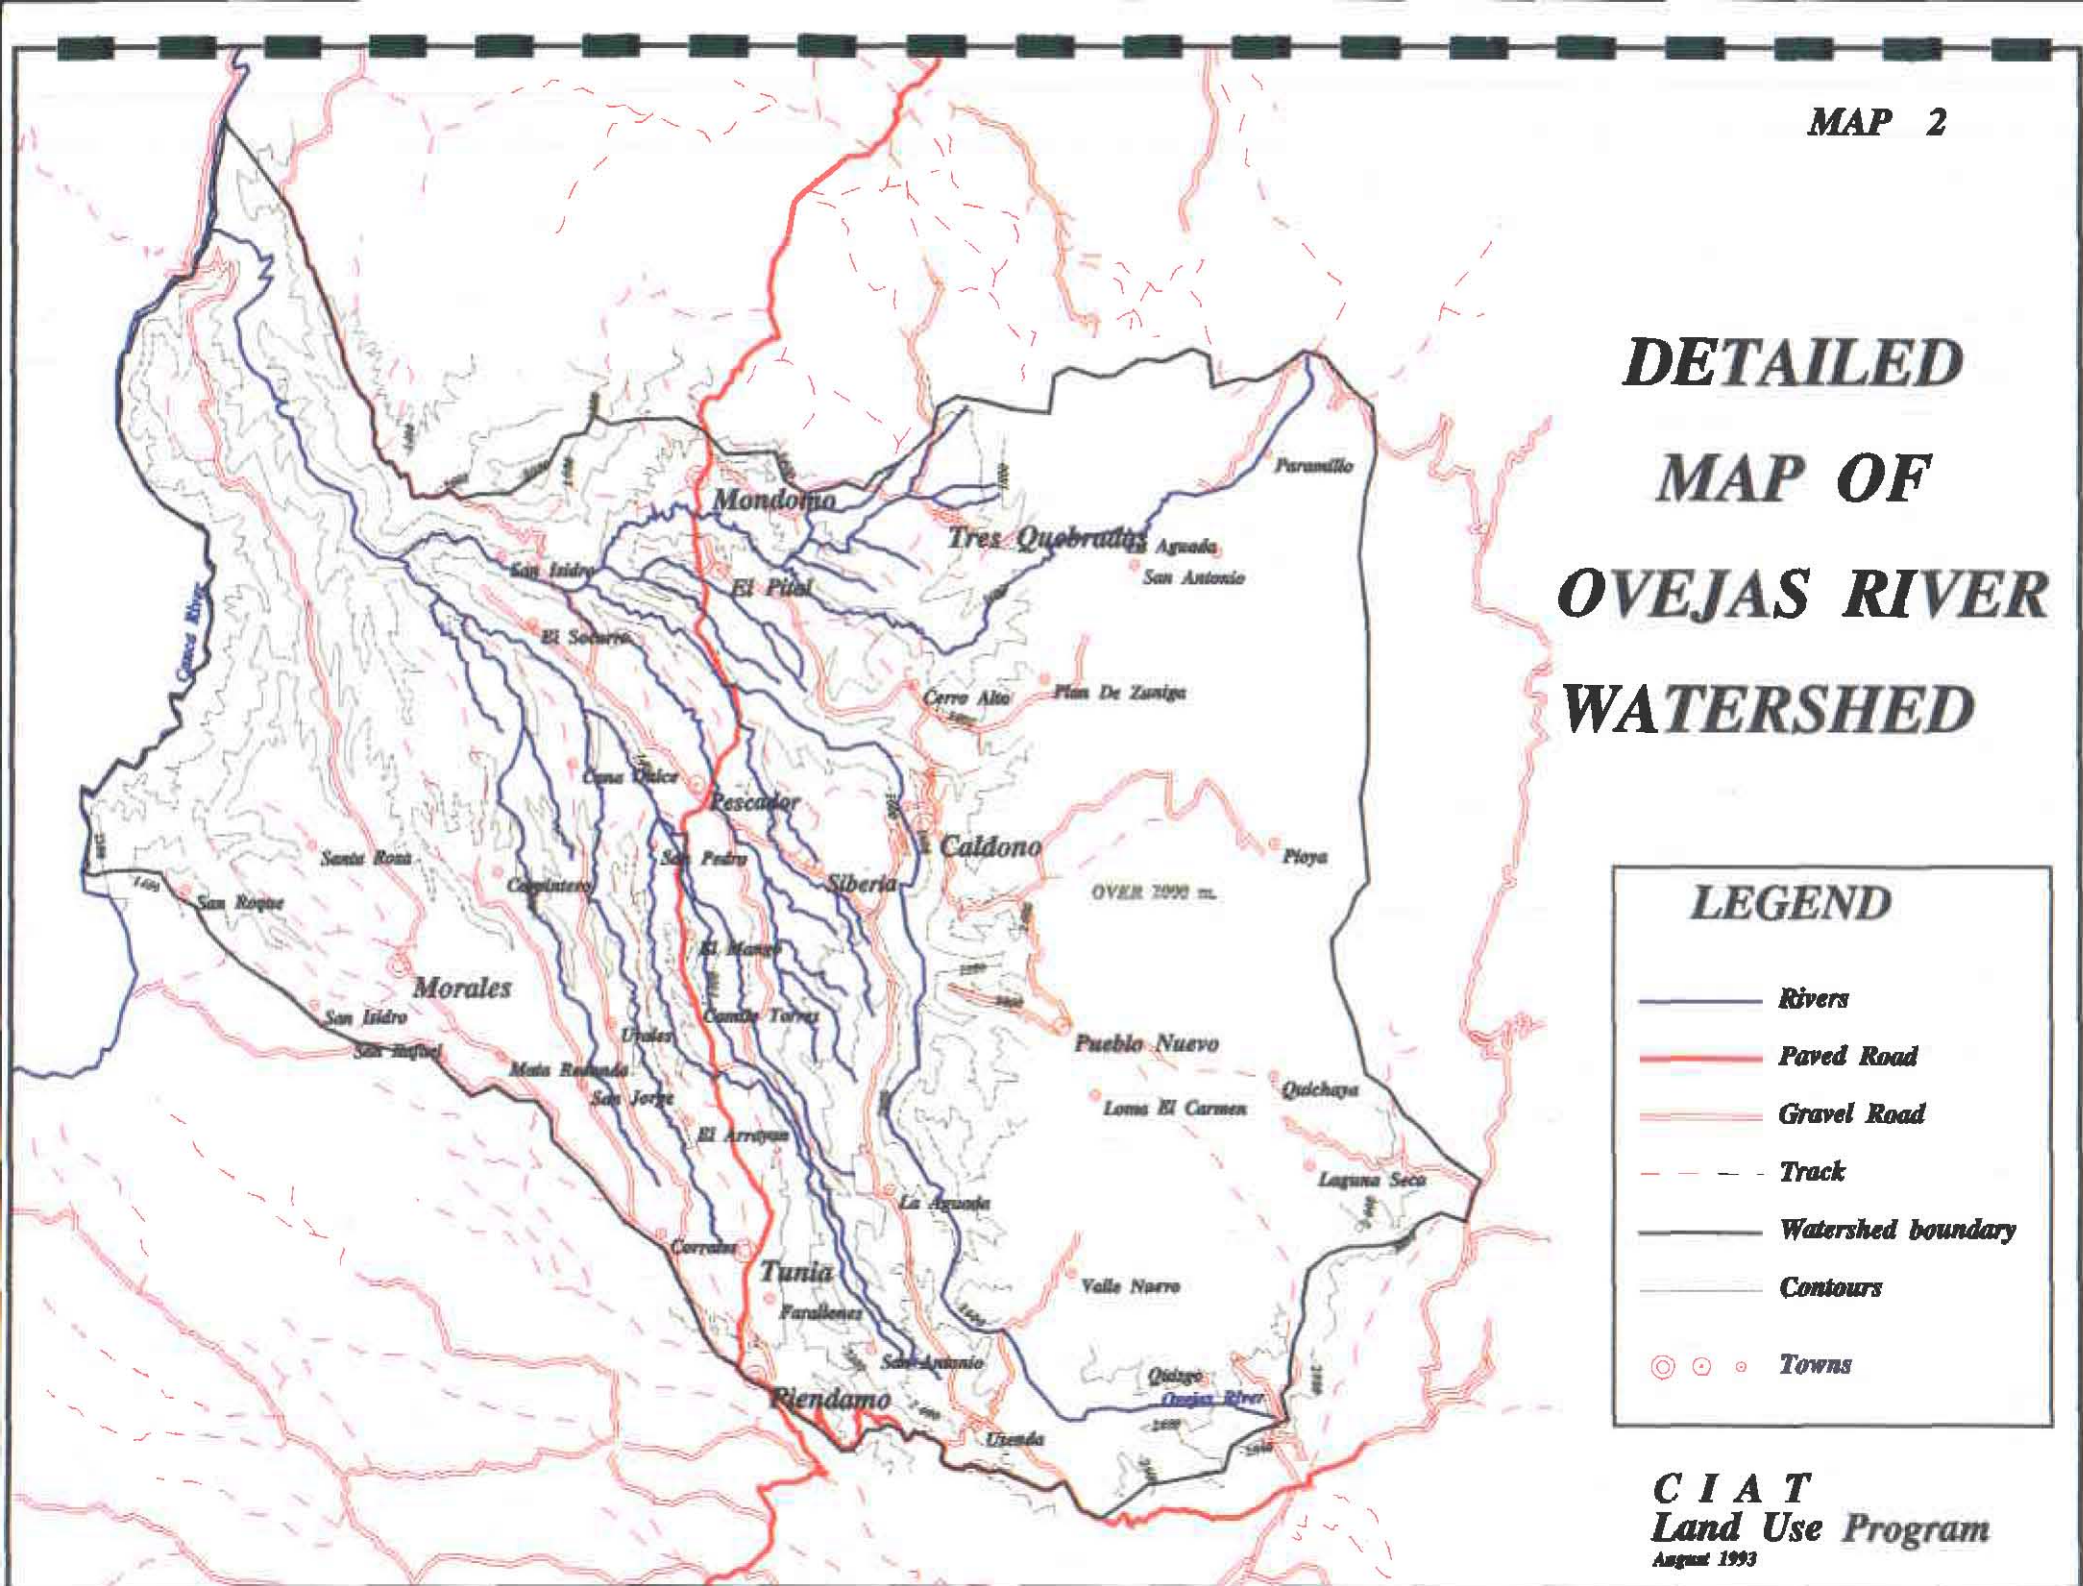 MAP 2
DETAILED
MAP OF
OVEJAS RIVER
WATERSHED
Paramillo
Mondomo
Tres Quebradas
La Aguada
San Antonio
San Isidro
El Pital
El Socorro
Cauca River
Cerro Alto
Plan De Zuniga
Pescador
Caldono
Santa Rosa
San Pedro
Pioya
Carpintero
Siberia
OVER 2000 m.
San Roque
1400
El Mango
Morales
San Isidro
Camilo Torres
Urales
Pueblo Nuevo
San Rafael
Mata Redonda
San Jorge
Quichaya
Loma El Carmen
El Arrayan
Laguna Seca
La Aguada
Corrales
Tunia
Valle Nuevo
Farallones
San Antonio
Quizgo
Ovejas River
Piendamo
Usenda
LEGEND
Rivers
Paved Road
Gravel Road
Track
Watershed boundary
Contours
Towns
C I A T
Land Use Program
August 1993